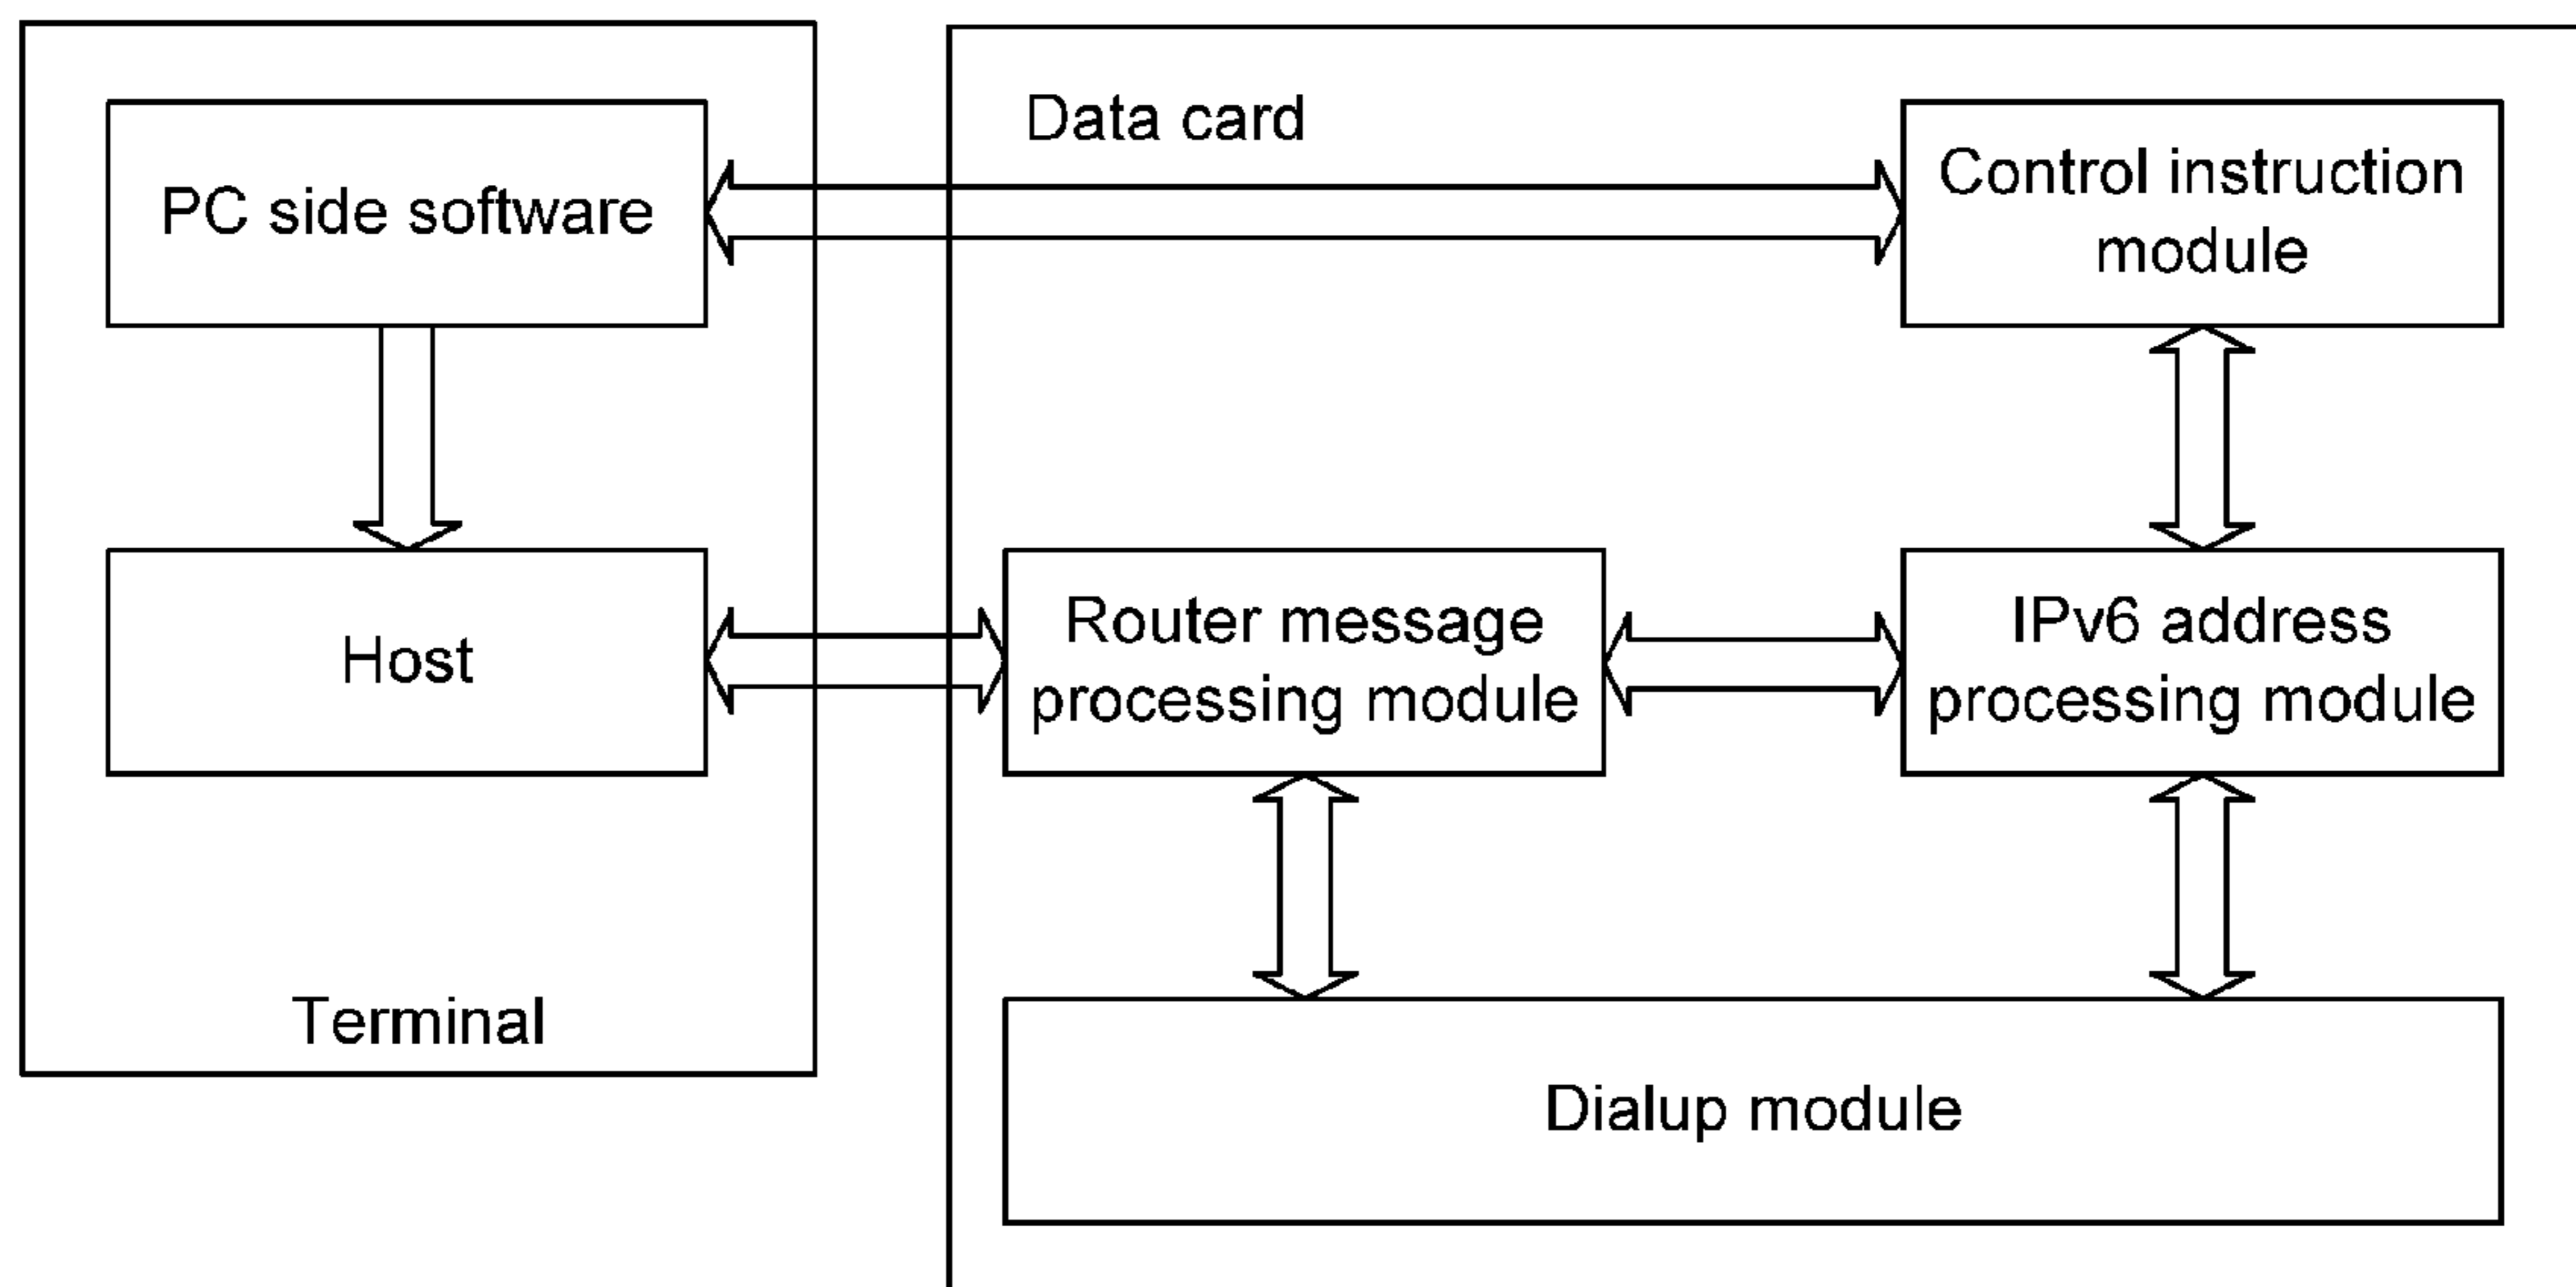 Data card
PC side software
Control instruction
module
Host
Router message
processing module
IPv6 address
processing module
Terminal
Dialup module